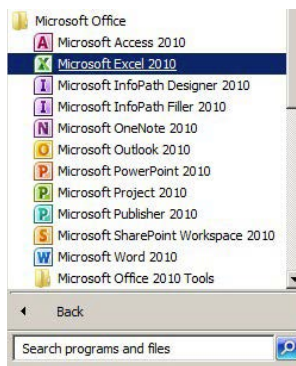 Microsoft Office
Microsoft Access 2010
Microsoft Excel 2010
Microsoft InfoPath Designer 2010
Microsoft InfoPath Filler 2010
Microsoft OneNote 2010
Microsoft Outlook 2010
Microsoft PowerPoint 2010
Microsoft Project 2010
Microsoft Publisher 2010
Microsoft SharePoint Workspace 2010
Microsoft Word 2010
Microsoft Office 2010 Tools
Back
Search programs and files